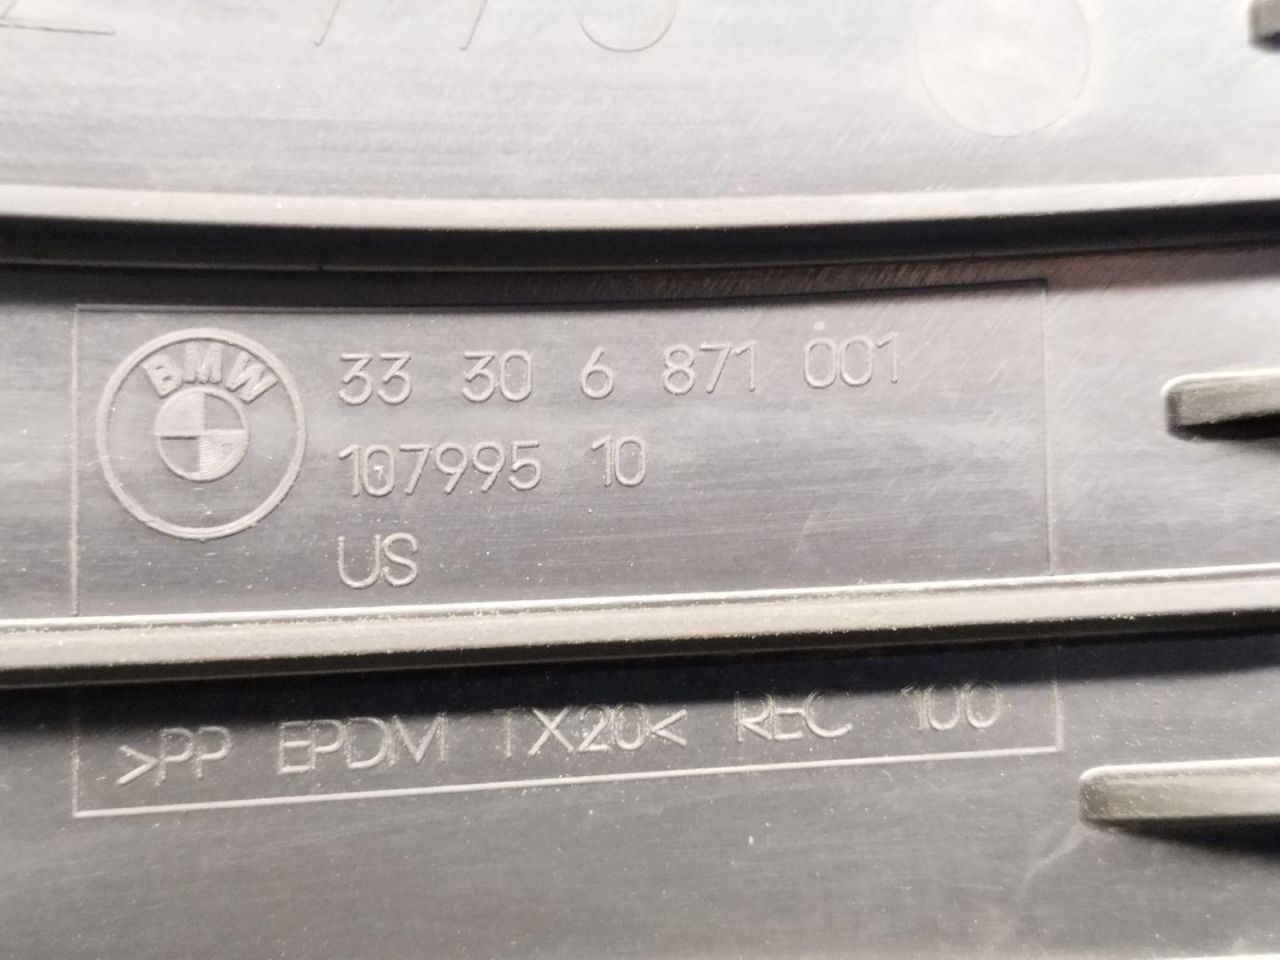 BMW
33 30 6 871 001
107995 10
US
>PP EPDM TX20< REC 100